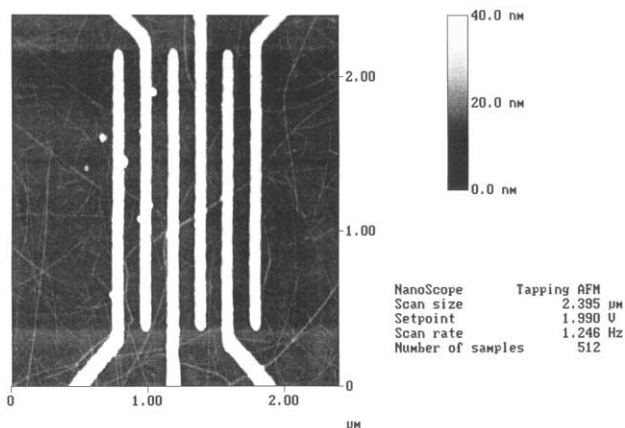 40.0 nM
20.0 nM
0.0 nM
2.00
1.00
0
0
1.00
2.00
µM
NanoScope Tapping AFM
Scan size 2.395 µm
Setpoint 1.990 V
Scan rate 1.246 Hz
Number of samples 512